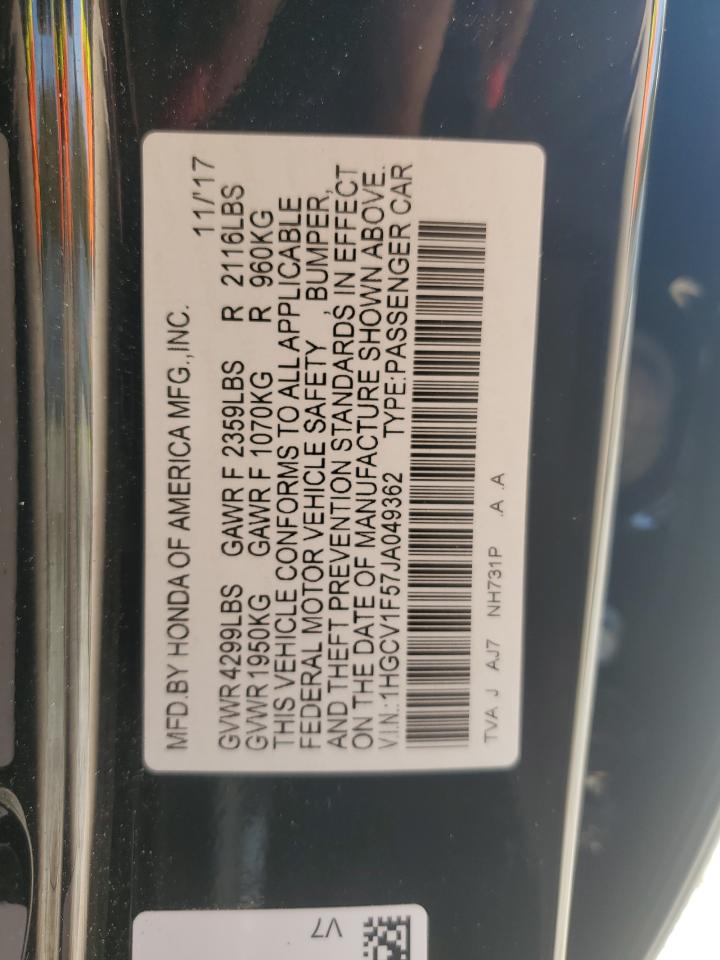 MFD.BY HONDA OF AMERICA MFG.,INC. 11/'17
GVWR 4299LBS GAWR F 2359LBS R 2116LBS
GVWR 1950KG GAWR F 1070KG R 960KG
THIS VEHICLE CONFORMS TO ALL APPLICABLE
FEDERAL MOTOR VEHICLE SAFETY , BUMPER,
AND THEFT PREVENTION STANDARDS, IN EFFECT
ON THE DATE OF MANUFACTURE SHOWN ABOVE.
V.I.N.:1HGCV1F57JA049362 TYPE:PASSENGER CAR
TVA J AJ7 NH731P .A .A
V7